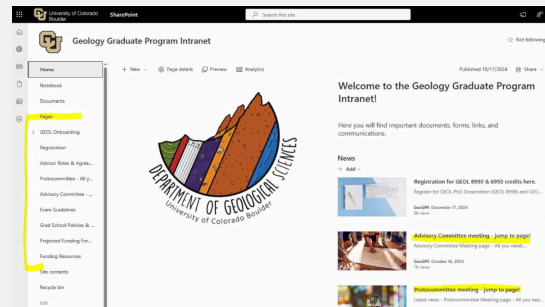 University of Colorado
Boulder
SharePoint
Search this site
Geology Graduate Program Intranet
Not following
Home
Notebook
Documents
Pages
GEOL Onboarding
Registration
Advisor Roles & Agree...
Protocommittee - All y...
Advisory Committee - ...
Exam Guidelines
Grad School Policies & ...
Projected Funding For...
Funding Resources
Site contents
Recycle bin
Edit
+ New
Page details
Preview
Analytics
Published 10/17/2024
Share
DEPARTMENT OF GEOLOGICAL SCIENCES
University of Colorado Boulder
Welcome to the Geology Graduate Program
Intranet!
Here you will find important documents, forms, links, and
communications.
News
+ Add
Registration for GEOL 8990 & 6950 credits here.
Register for GEOL PhD Dissertation (GEOL 8990) and GEO...
December 17, 2024
Advisory Committee meeting - jump to page!
Advisory Committee Meeting page - All you need...
October 16, 2024
Protocommittee meeting - jump to page!
Latest news - Protocommittee Meeting page - All you nee...